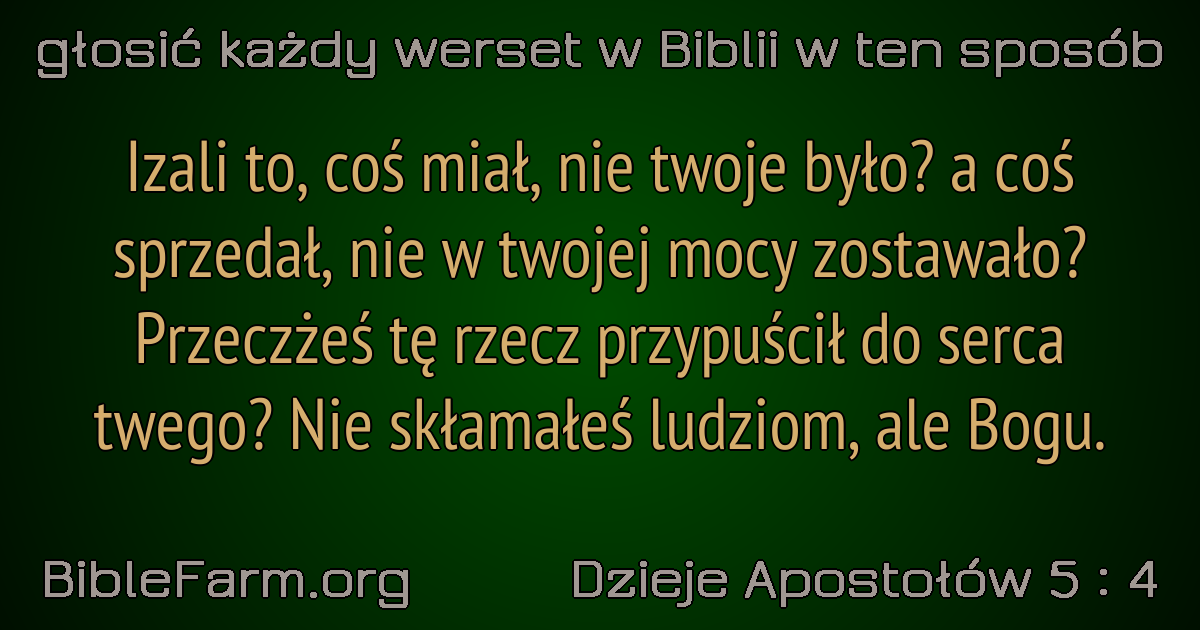 głosić każdy werset w Biblii w ten sposób
Izali to, coś miał, nie twoje było? a coś
sprzedał, nie w twojej mocy zostawało?
Przeczżeś tę rzecz przypuścił do serca
twego? Nie skłamałeś ludziom, ale Bogu.
BibleFarm.org
Dzieje Apostołów 5 : 4